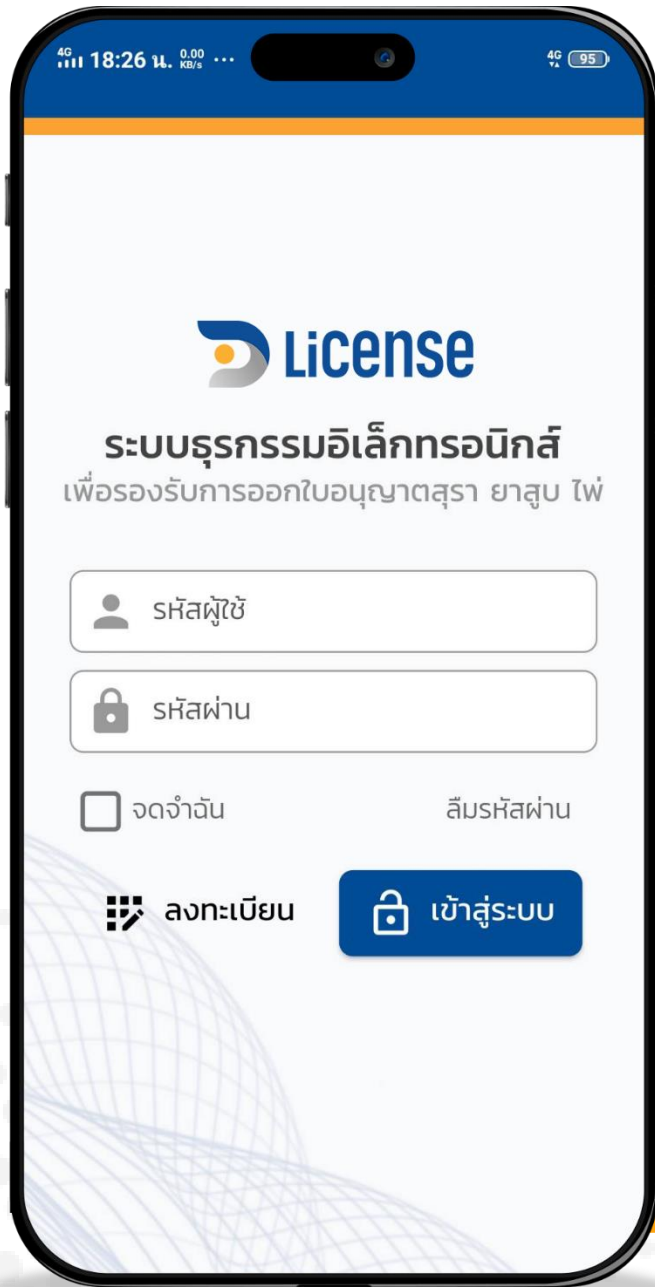 4G 18:26 น. 0.00 KB/s ... 4G 95
License
ระบบธุรกรรมอิเล็กทรอนิกส์
เพื่อรองรับการออกใบอนุญาตสุรา ยาสูบ ไพ่
รหัสผู้ใช้
รหัสผ่าน
จดจำฉัน ลืมรหัสผ่าน
ลงทะเบียน เข้าสู่ระบบ